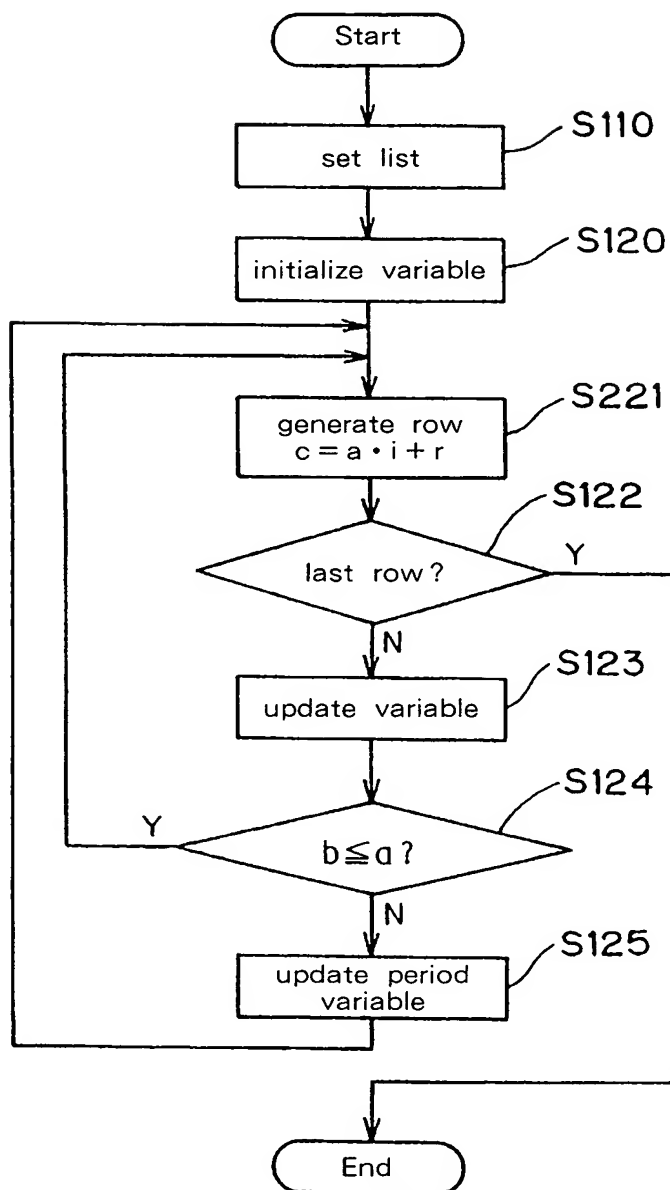 Start
S110
set list
S120
initialize variable
S221
generate row
c = a • i + r
S122
last row?
Y
N
S123
update variable
S124
Y
b ≦ a ?
N
S125
update period
variable
End